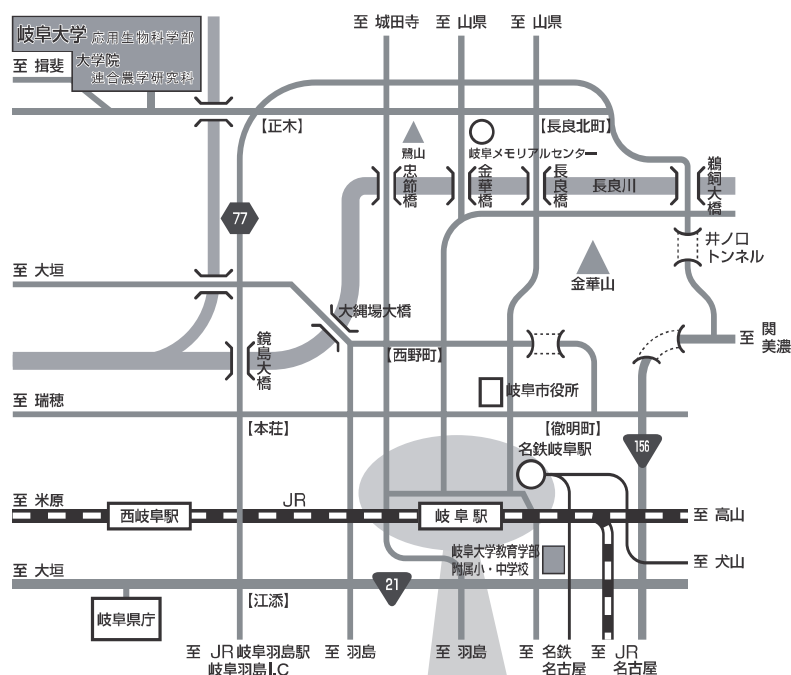 岐阜大学 応用生物科学部
大学院
連合農学研究科
至 揖斐
至 城田寺
至 山県
至 山県
【正木】
【長良北町】
鷺山
岐阜メモリアルセンター
忠節橋
金華橋
長良橋
長良川
鵜飼大橋
77
井ノ口
トンネル
至 大垣
金華山
大縄場大橋
至 関
美濃
鏡島大橋
【西野町】
岐阜市役所
至 瑞穂
【本荘】
【徹明町】
名鉄岐阜駅
156
至 米原
JR
西岐阜駅
岐阜駅
至 高山
岐阜大学教育学部
附属小・中学校
至 犬山
至 大垣
21
【江添】
岐阜県庁
至 JR岐阜羽島駅
岐阜羽島I.C
至 羽島
至 羽島
至 名鉄
名古屋
至 JR
名古屋